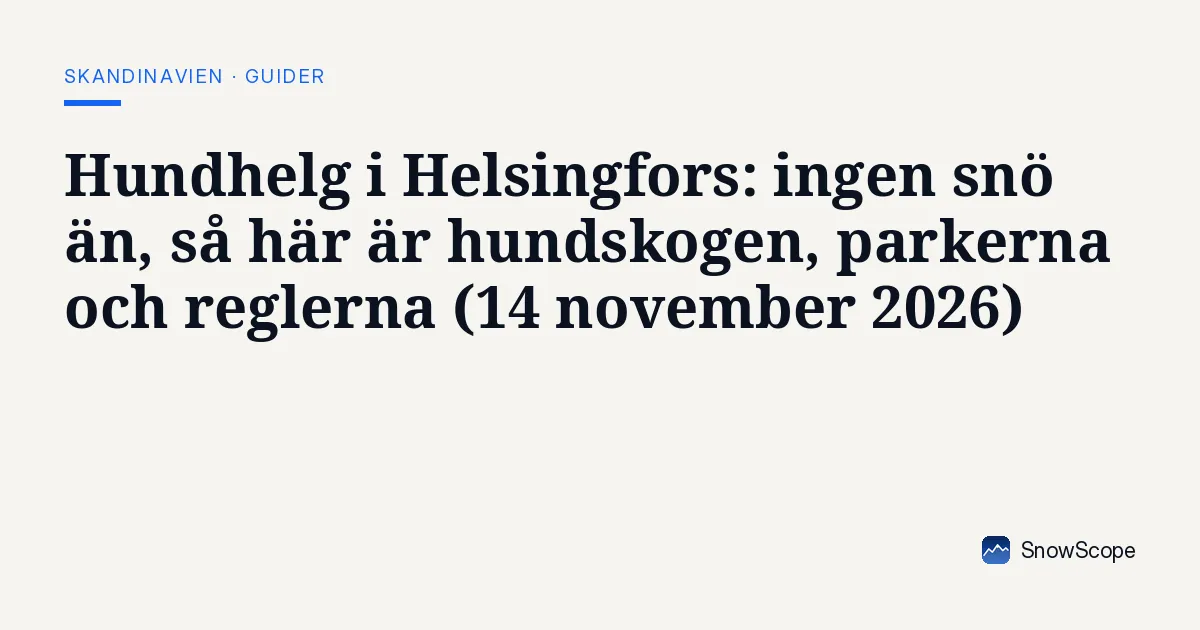 SKANDINAVIEN · GUIDER
Hundhelg i Helsingfors: ingen snö
än, så här är hundskogen, parkerna
och reglerna (14 november 2026)
SnowScope